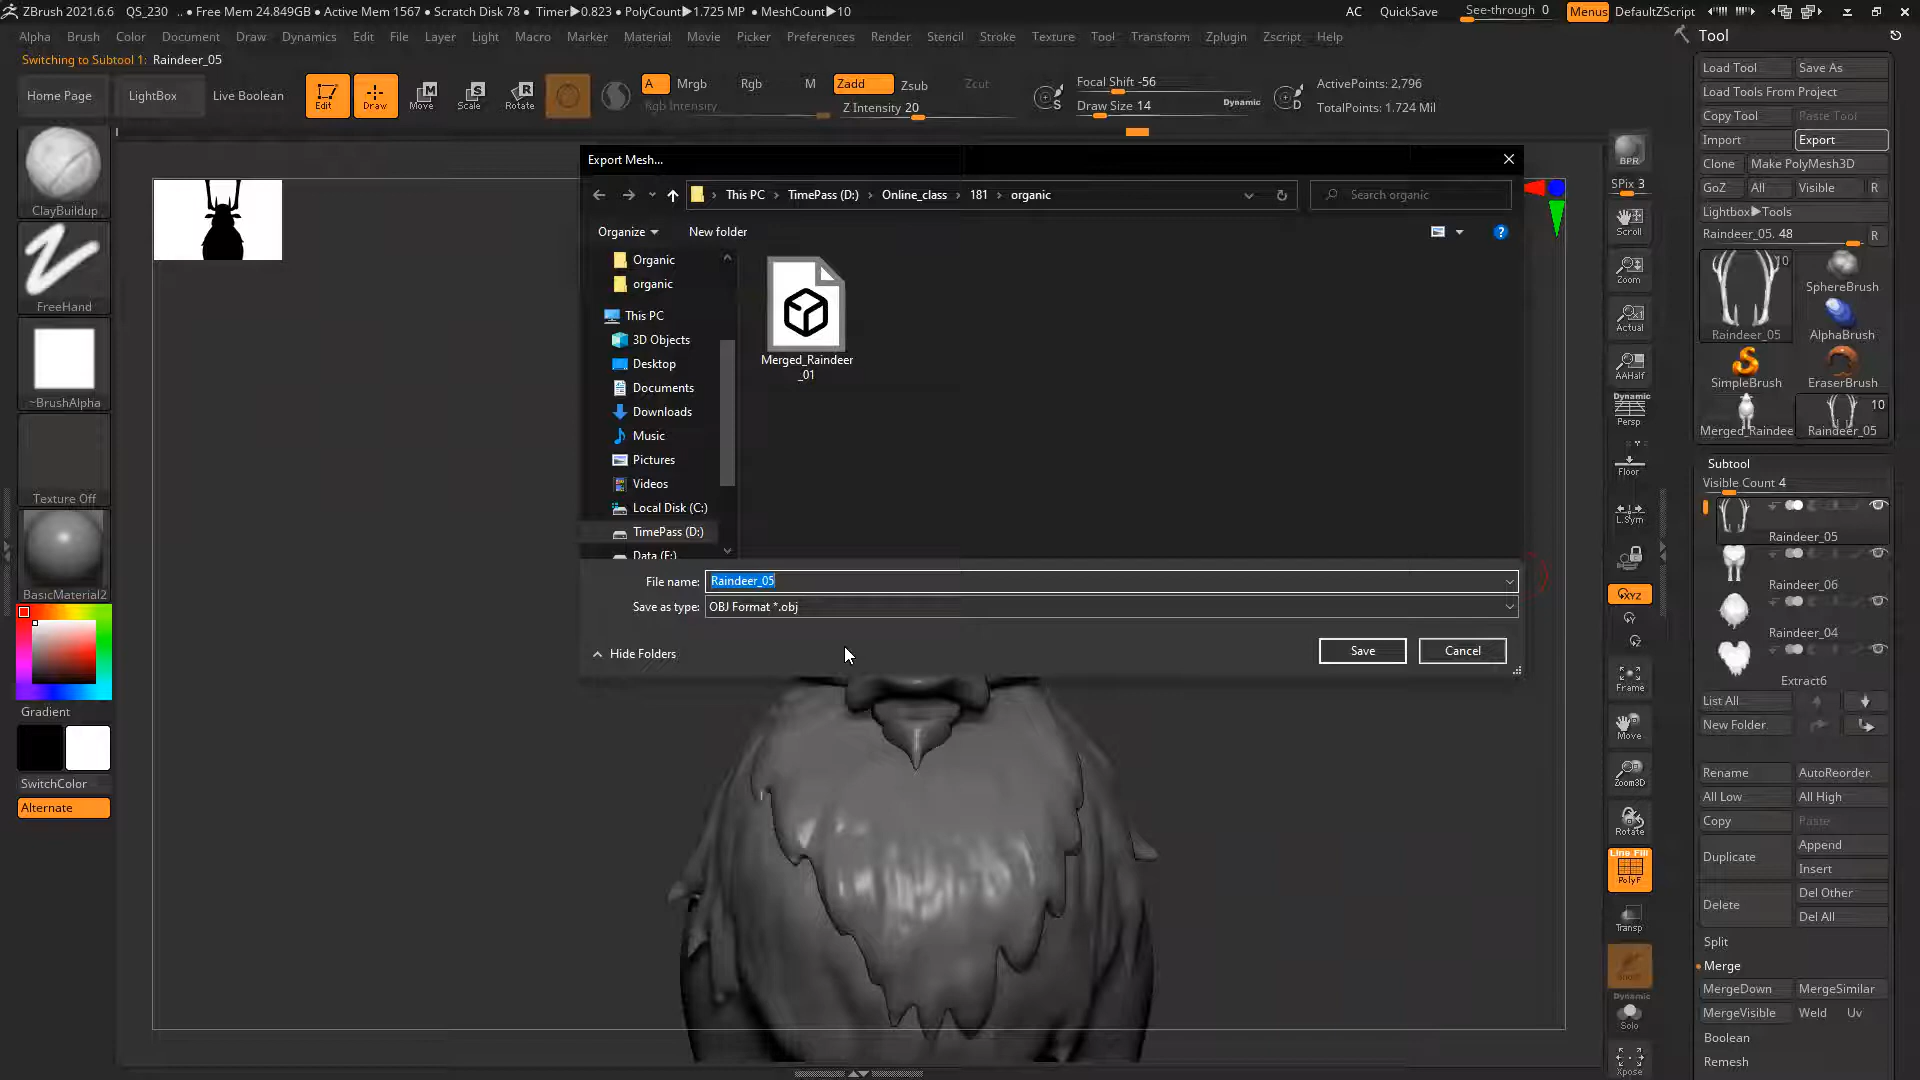 ZBrush 2021.6.6 QS_230 .. • Free Mem 24.849GB • Active Mem 1567 • Scratch Disk 78 • Timer▶0.823 • PolyCount▶1.725 MP • MeshCount▶10 AC QuickSave See-through 0 Menus DefaultZScript
Alpha Brush Color Document Draw Dynamics Edit File Layer Light Macro Marker Material Movie Picker Preferences Render Stencil Stroke Texture Tool Transform Zplugin Zscript Help
Switching to Subtool 1: Raindeer_05
Home Page LightBox Live Boolean Edit Draw Move Scale Rotate
A Mrgb Rgb M Zadd Zsub Zcut
Rgb Intensity Z Intensity 20
Focal Shift -56
Draw Size 14 Dynamic
S D
ActivePoints: 2,796
TotalPoints: 1.724 Mil
ClayBuildup
FreeHand
~BrushAlpha
Texture Off
BasicMaterial2
Gradient
SwitchColor
Alternate
Export Mesh...
This PC › TimePass (D:) › Online_class › 181 › organic
Search organic
Organize New folder
Organic
organic
This PC
3D Objects
Desktop
Documents
Downloads
Music
Pictures
Videos
Local Disk (C:)
TimePass (D:)
Data (E:)
Merged_Raindeer
_01
File name: Raindeer_05
Save as type: OBJ Format *.obj
Hide Folders
Save Cancel
BPR
SPix 3
Scroll
Zoom
Actual
AAHalf
Dynamic
Persp
Floor
L.Sym
XYZ
Frame
Move
Zoom3D
Rotate
Line Fill
PolyF
Transp
Dynamic
Solo
Xpose
Tool
Load Tool Save As
Load Tools From Project
Copy Tool Paste Tool
Import Export
Clone Make PolyMesh3D
GoZ All Visible R
Lightbox▶Tools
Raindeer_05. 48 R
10
Raindeer_05 SphereBrush
AlphaBrush
SimpleBrush EraserBrush
10
Merged_Raindee Raindeer_05
Subtool
Visible Count 4
Raindeer_05
Raindeer_06
Raindeer_04
Extract6
List All
New Folder
Rename AutoReorder
All Low All High
Copy Paste
Duplicate Append
Insert
Delete Del Other
Del All
Split
Merge
MergeDown MergeSimilar
MergeVisible Weld Uv
Boolean
Remesh